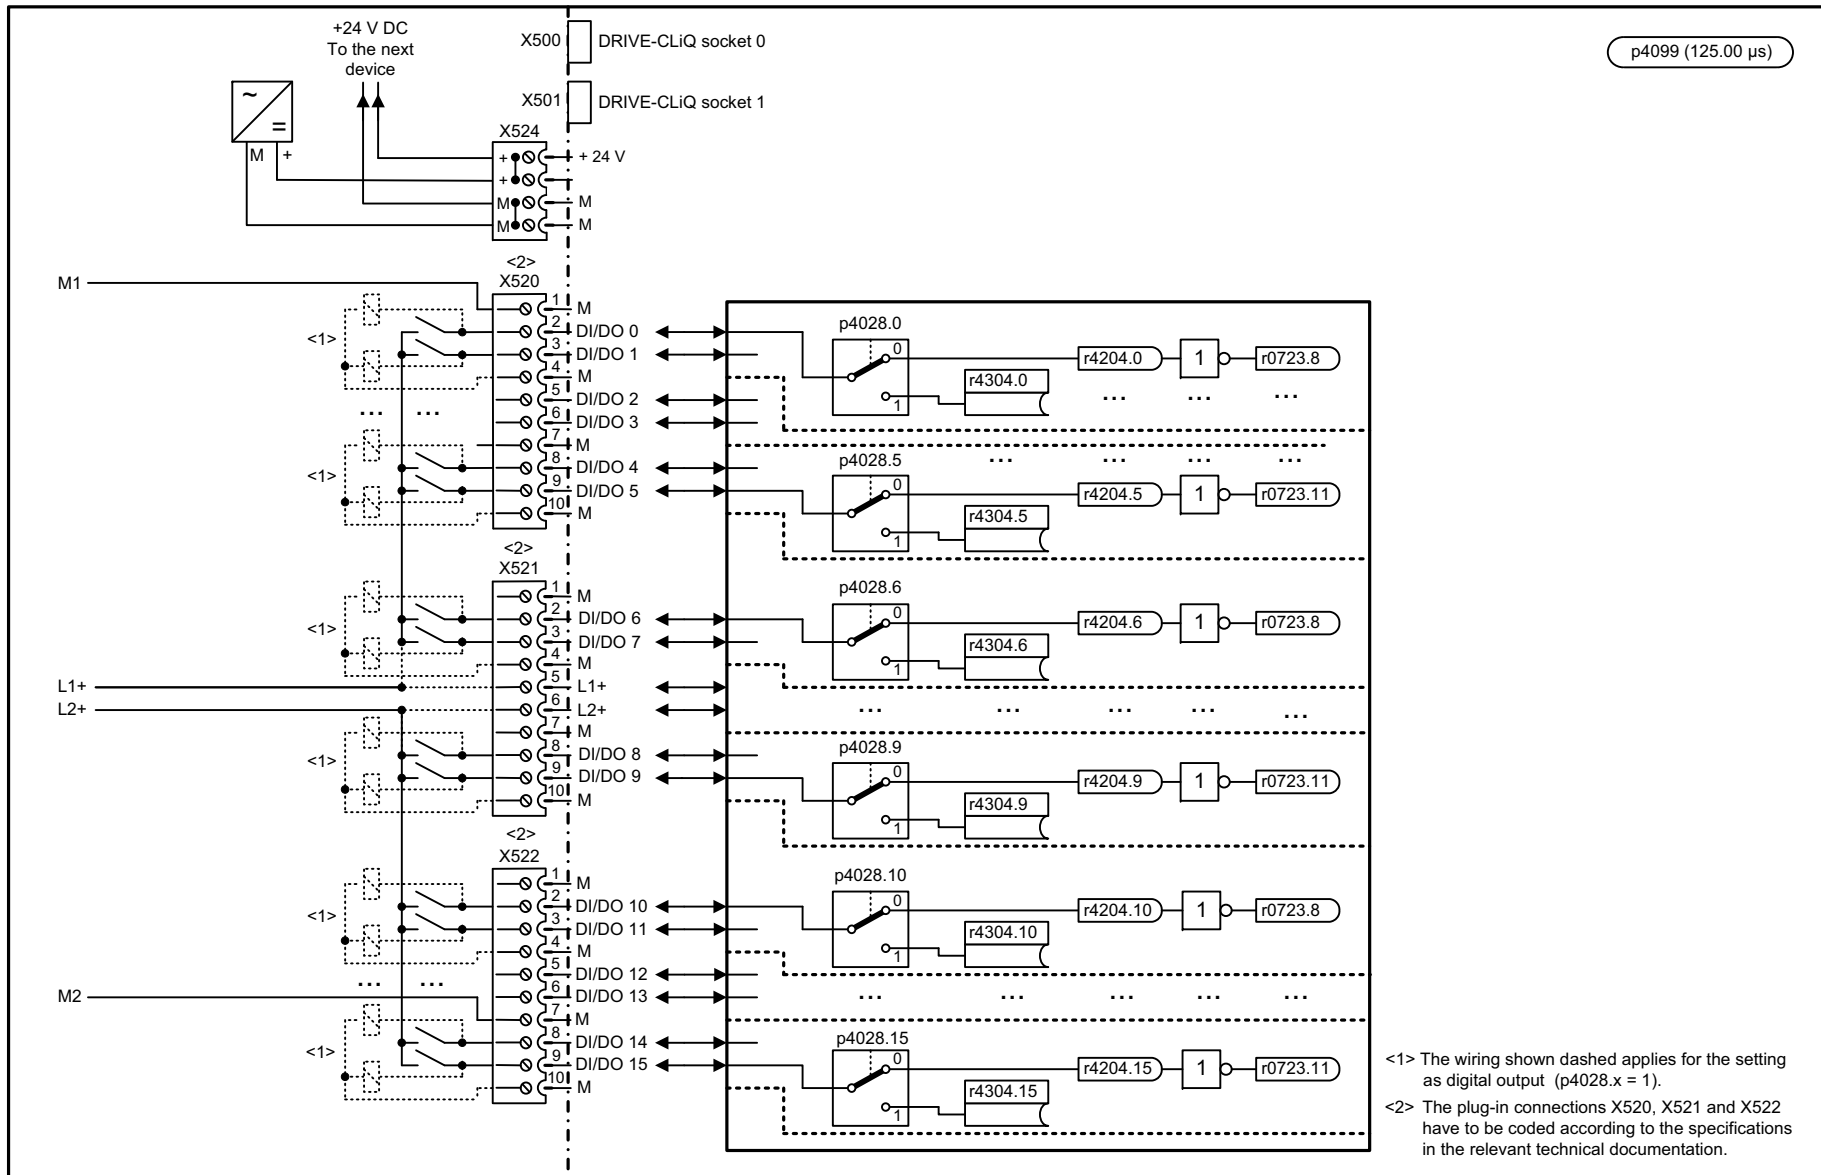 +24 V DC
To the next
device
X500
DRIVE-CLiQ socket 0
p4099 (125.00 µs)
X501
DRIVE-CLiQ socket 1
~
=
M +
X524
+ + 24 V
+
M M
M M
<2>
X520
M1
1 M
2 DI/DO 0
3 DI/DO 1
4 M
5 DI/DO 2
6 DI/DO 3
7 M
8 DI/DO 4
9 DI/DO 5
10 M
<1>
... ...
<1>
p4028.0
0
1
r4204.0 1 r0723.8
r4304.0
... ... ...
... ... ... ...
p4028.5
0
1
r4204.5 1 r0723.11
r4304.5
<2>
X521
1 M
2 DI/DO 6
3 DI/DO 7
4 M
5 L1+
6 L2+
7 M
8 DI/DO 8
9 DI/DO 9
10 M
<1>
L1+
L2+
<1>
p4028.6
0
1
r4204.6 1 r0723.8
r4304.6
... ... ... ... ...
p4028.9
0
1
r4204.9 1 r0723.11
r4304.9
<2>
X522
1 M
2 DI/DO 10
3 DI/DO 11
4 M
5 DI/DO 12
6 DI/DO 13
7 M
8 DI/DO 14
9 DI/DO 15
10 M
<1>
... ...
M2
<1>
p4028.10
0
1
r4204.10 1 r0723.8
r4304.10
... ... ... ... ...
p4028.15
0
1
r4204.15 1 r0723.11
r4304.15
<1> The wiring shown dashed applies for the setting
as digital output (p4028.x = 1).
<2> The plug-in connections X520, X521 and X522
have to be coded according to the specifications
in the relevant technical documentation.